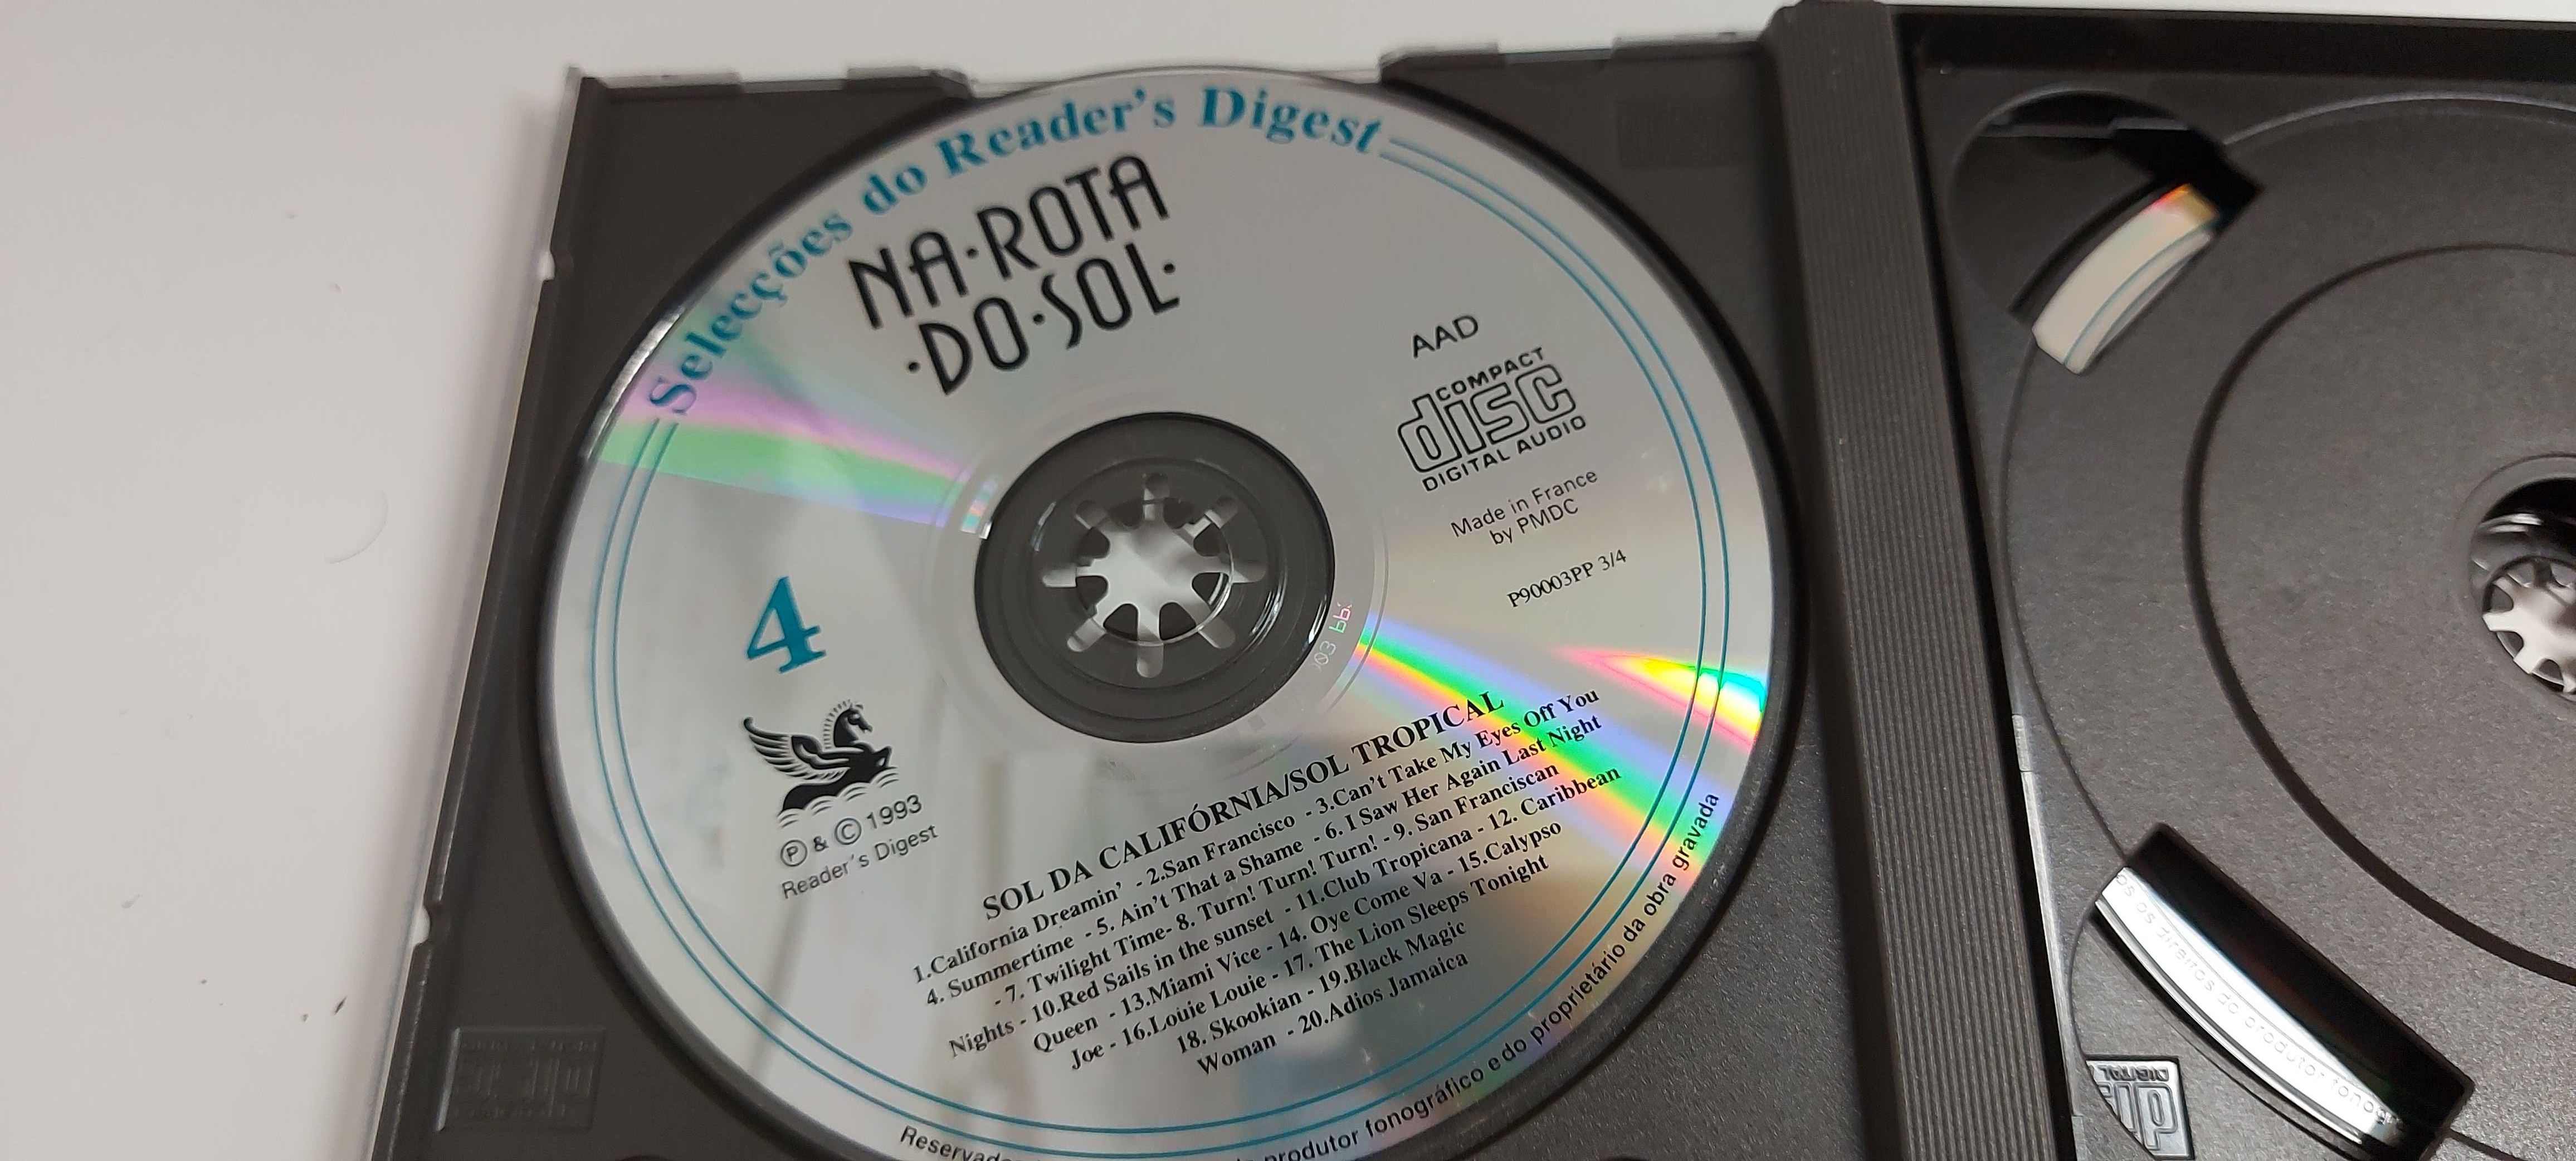 Selecções do Reader's Digest
NA·ROTA
·DO·SOL·
AAD
COMPACT
disc
DIGITAL AUDIO
Made in France
by PMDC
P90003PP 3/4
4
℗ & © 1993
Reader's Digest
SOL DA CALIFÓRNIA/SOL TROPICAL
1.California Dreamin' - 2.San Francisco - 3.Can't Take My Eyes Off You
4. Summertime - 5. Ain't That a Shame - 6. I Saw Her Again Last Night
- 7. Twilight Time- 8. Turn! Turn! Turn! - 9. San Franciscan
Nights - 10.Red Sails in the sunset - 11.Club Tropicana - 12. Caribbean
Queen - 13.Miami Vice - 14. Oye Come Va - 15.Calypso
Joe - 16.Louie Louie - 17. The Lion Sleeps Tonight
18. Skookian - 19.Black Magic
Woman - 20.Adios Jamaica
produtor fonográfico e do proprietário da obra gravada
os direitos do produtor